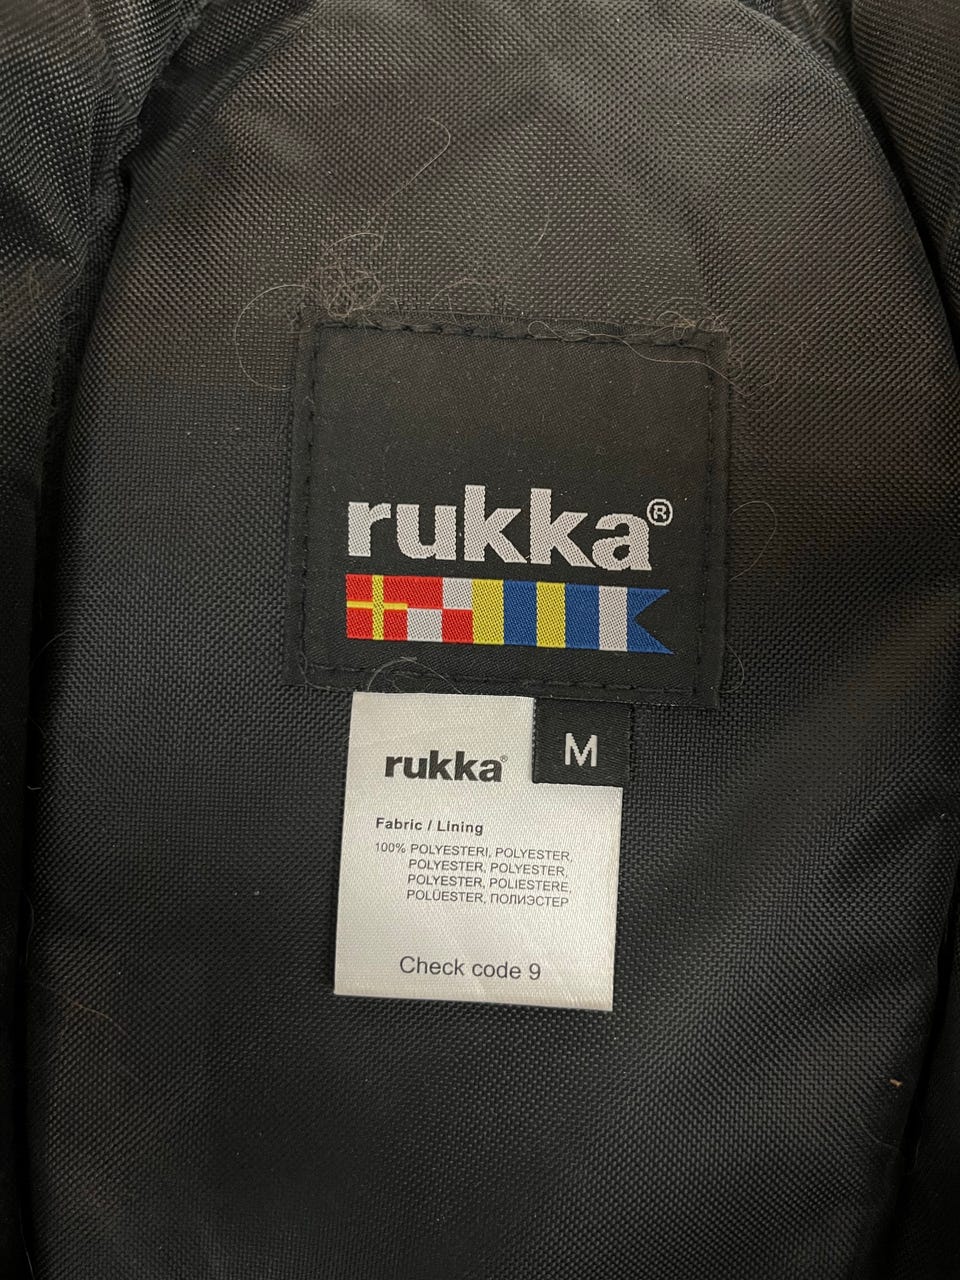 rukka®
M
rukka®
Fabric / Lining
100% POLYESTERI, POLYESTER,
POLYESTER, POLYESTER,
POLYESTER, POLIESTERE,
POLÜESTER, ПОЛИЭСТЕР
Check code 9